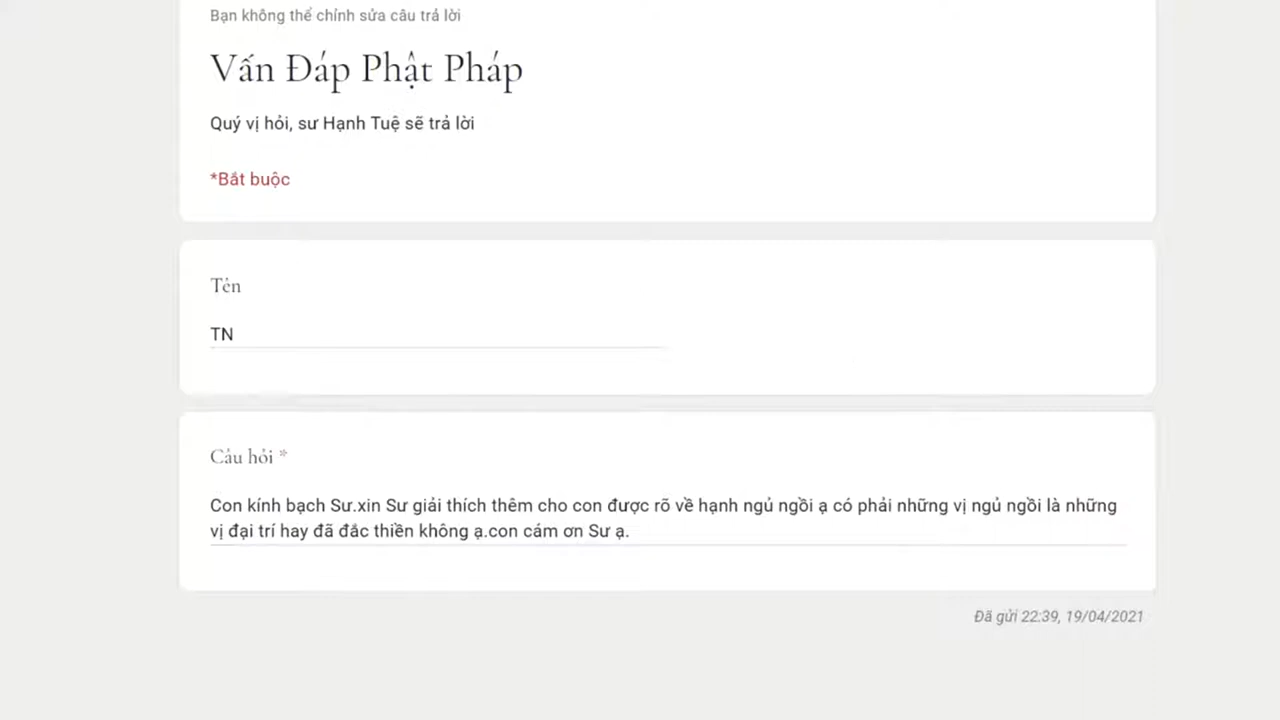 Bạn không thể chỉnh sửa câu trả lời
Vấn Đáp Phật Pháp
Quý vị hỏi, sư Hạnh Tuệ sẽ trả lời
*Bắt buộc
Tên
TN
Câu hỏi *
Con kính bạch Sư.xin Sư giải thích thêm cho con được rõ về hạnh ngủ ngồi ạ có phải những vị ngủ ngồi là những
vị đại trí hay đã đắc thiền không ạ.con cám ơn Sư ạ.
Đã gửi 22:39, 19/04/2021